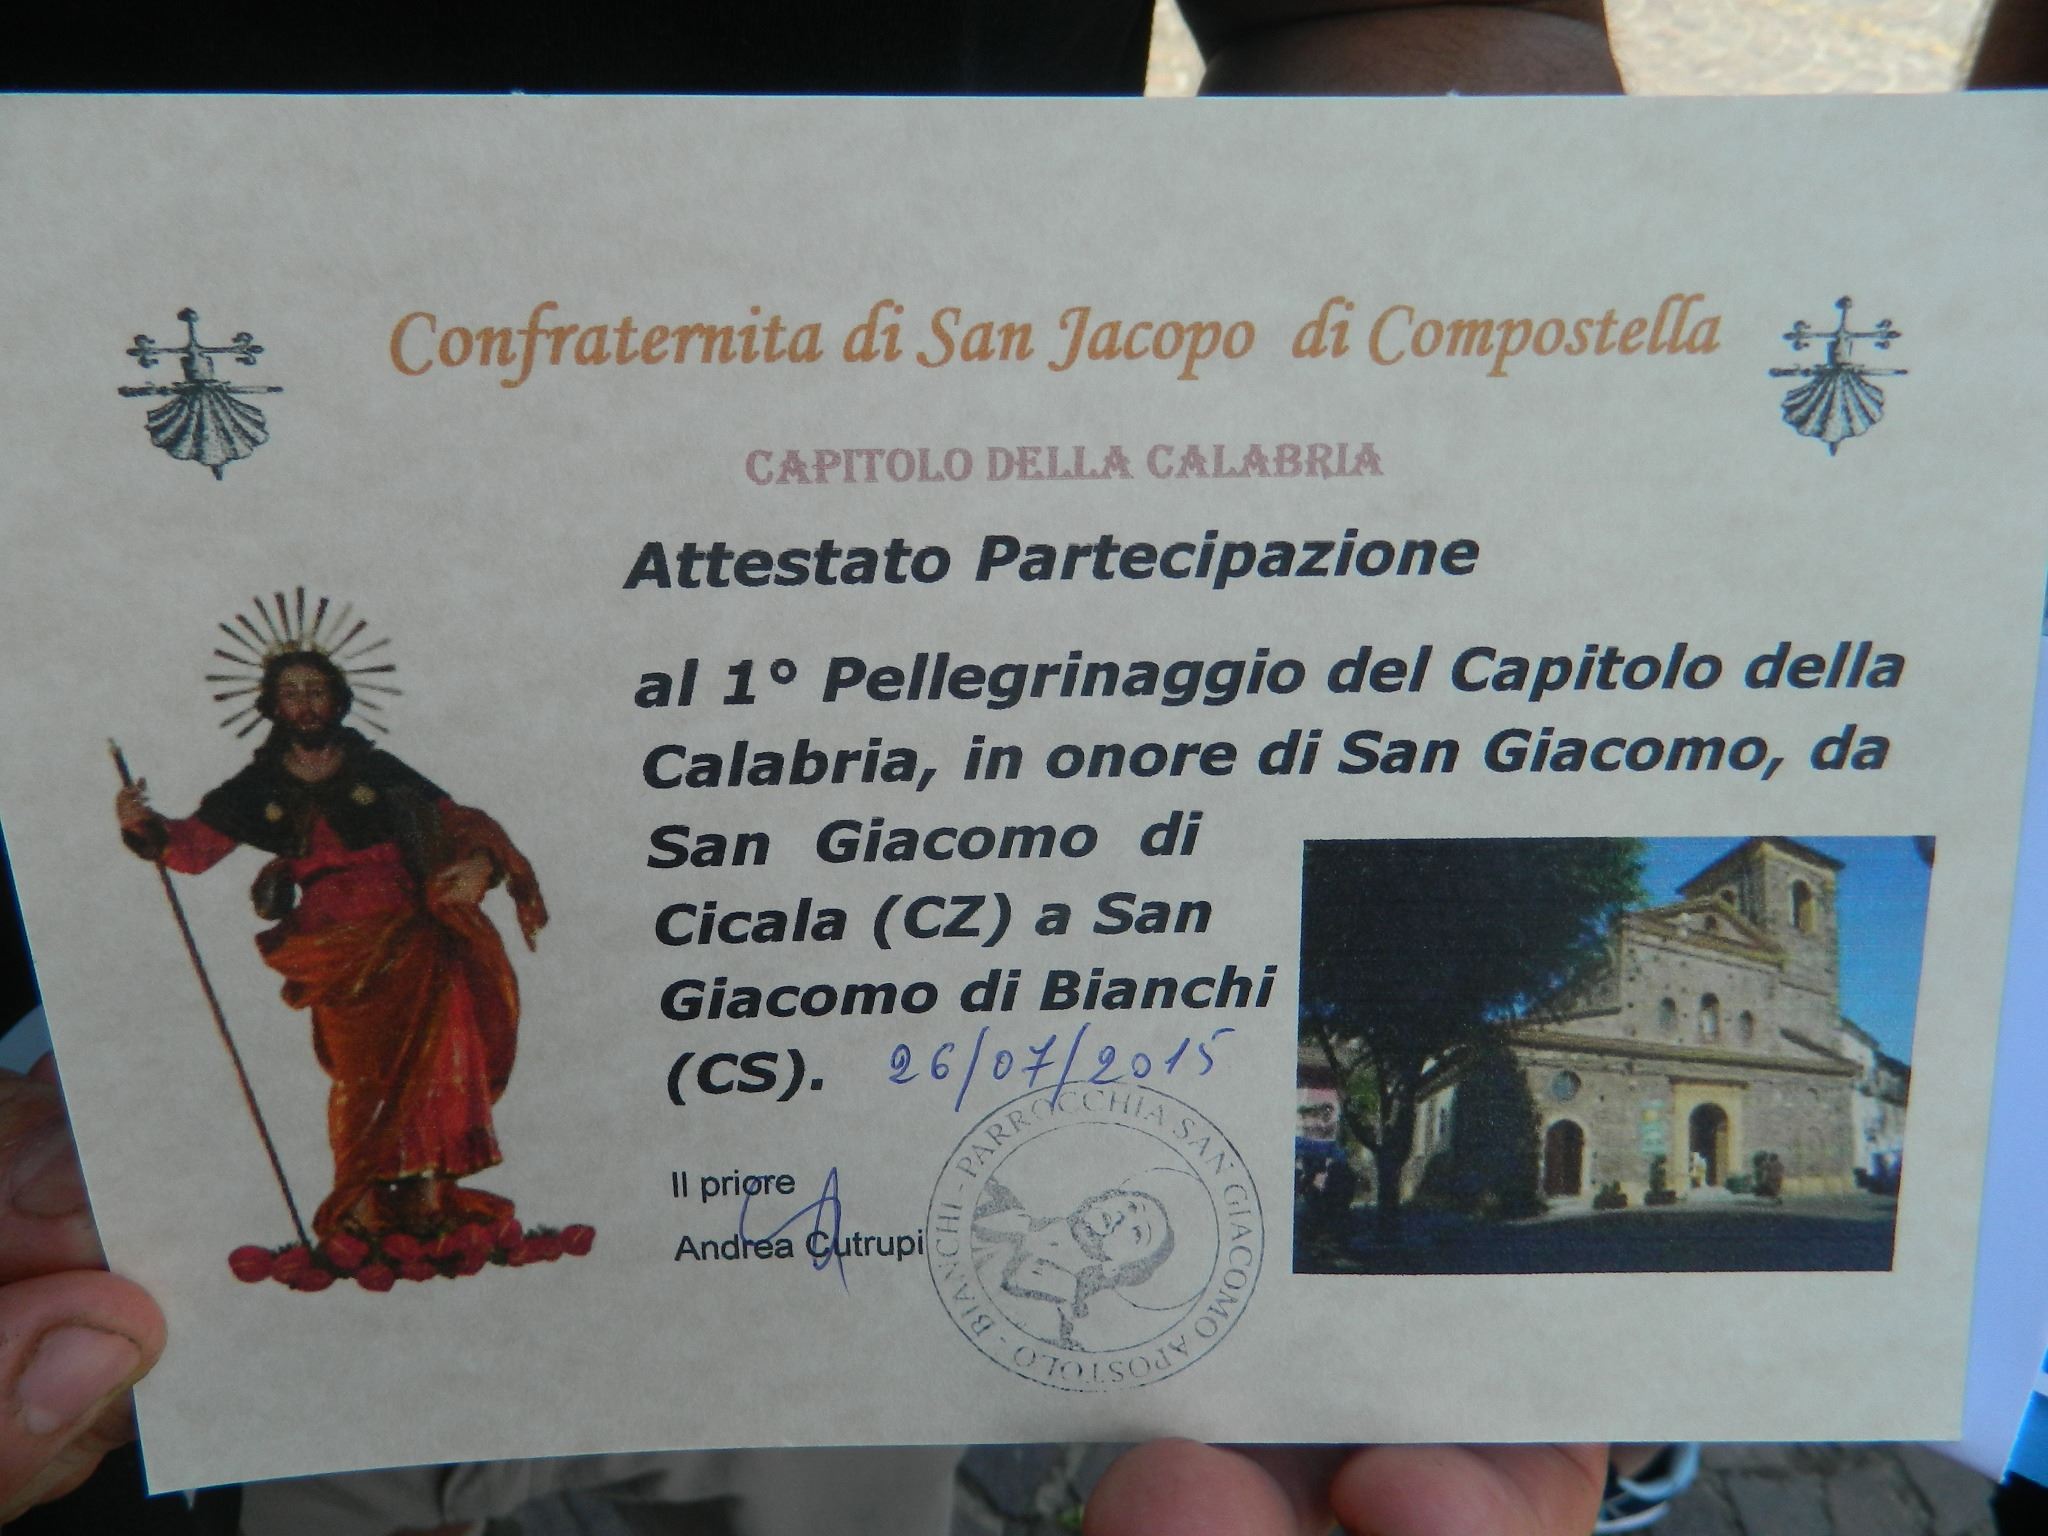 Confraternita di San Jacopo di Compostella
CAPITOLO DELLA CALABRIA
Attestato Partecipazione
al 1° Pellegrinaggio del Capitolo della
Calabria, in onore di San Giacomo, da
San Giacomo di
Cicala (CZ) a San
Giacomo di Bianchi
(CS). 26/07/2015
Il priore
Andrea Cutrupi
BIANCHI - PARROCCHIA SAN GIACOMO APOSTOLO -